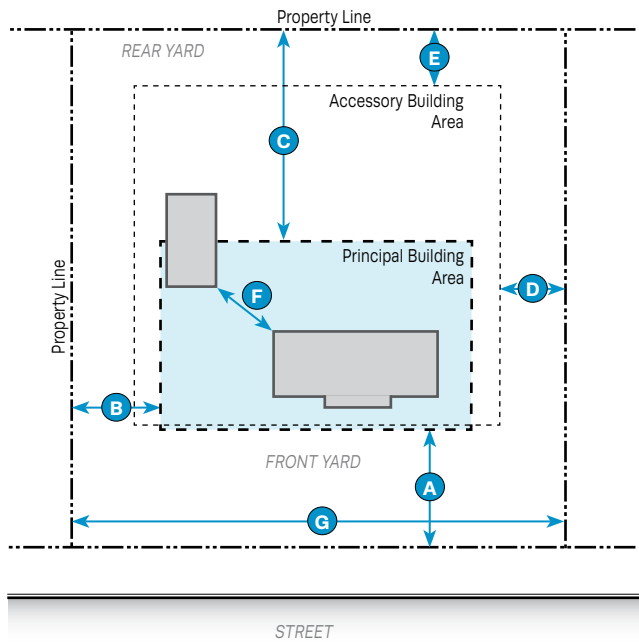 Property Line
REAR YARD
E
Accessory Building
Area
C
Principal Building
Area
Property Line
F
D
B
FRONT YARD
A
G
STREET